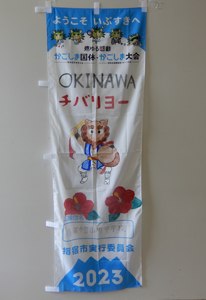 ようこそ いぶすきへ
燃ゆる感動
かごしま国体・かごしま大会
OKINAWA
チバリヨー
指宿市実行委員会
2023